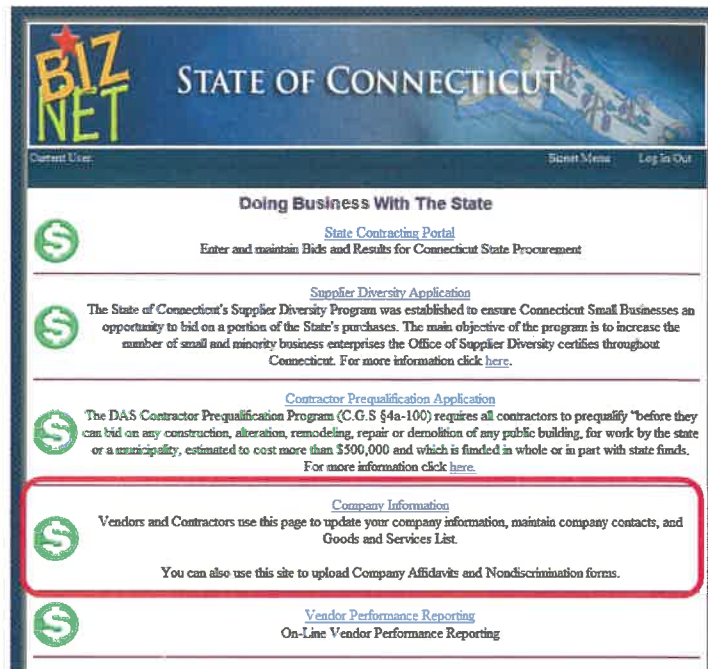 BIZ
NET
STATE OF CONNECTICUT
Current User:
Biznet Menu Log In/Out
Doing Business With The State
State Contracting Portal
Enter and maintain Bids and Results for Connecticut State Procurement
Supplier Diversity Application
The State of Connecticut's Supplier Diversity Program was established to ensure Connecticut Small Businesses an
opportunity to bid on a portion of the State's purchases. The main objective of the program is to increase the
number of small and minority business enterprises the Office of Supplier Diversity certifies throughout
Connecticut. For more information click here.
Contractor Prequalification Application
The DAS Contractor Prequalification Program (C.G.S §4a-100) requires all contractors to prequalify "before they
can bid on any construction, alteration, remodeling, repair or demolition of any public building, for work by the state
or a municipality, estimated to cost more than $500,000 and which is funded in whole or in part with state funds.
For more information click here.
Company Information
Vendors and Contractors use this page to update your company information, maintain company contacts, and
Goods and Services List.
You can also use this site to upload Company Affidavits and Nondiscrimination forms.
Vendor Performance Reporting
On-Line Vendor Performance Reporting